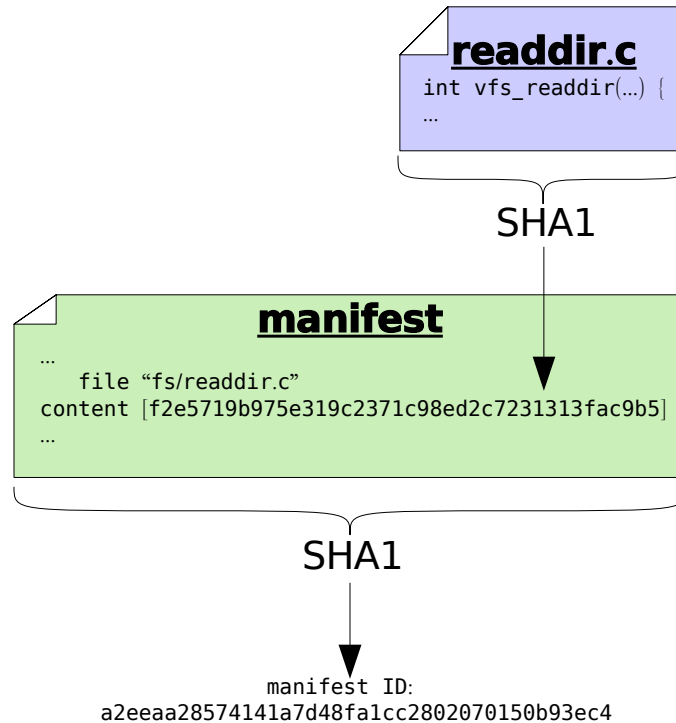 readdir.c
int vfs_readdir(...) {
...
SHA1
manifest
...
file “fs/readdir.c”
content [f2e5719b975e319c2371c98ed2c7231313fac9b5]
...
SHA1
manifest ID:
a2eeaa28574141a7d48fa1cc2802070150b93ec4